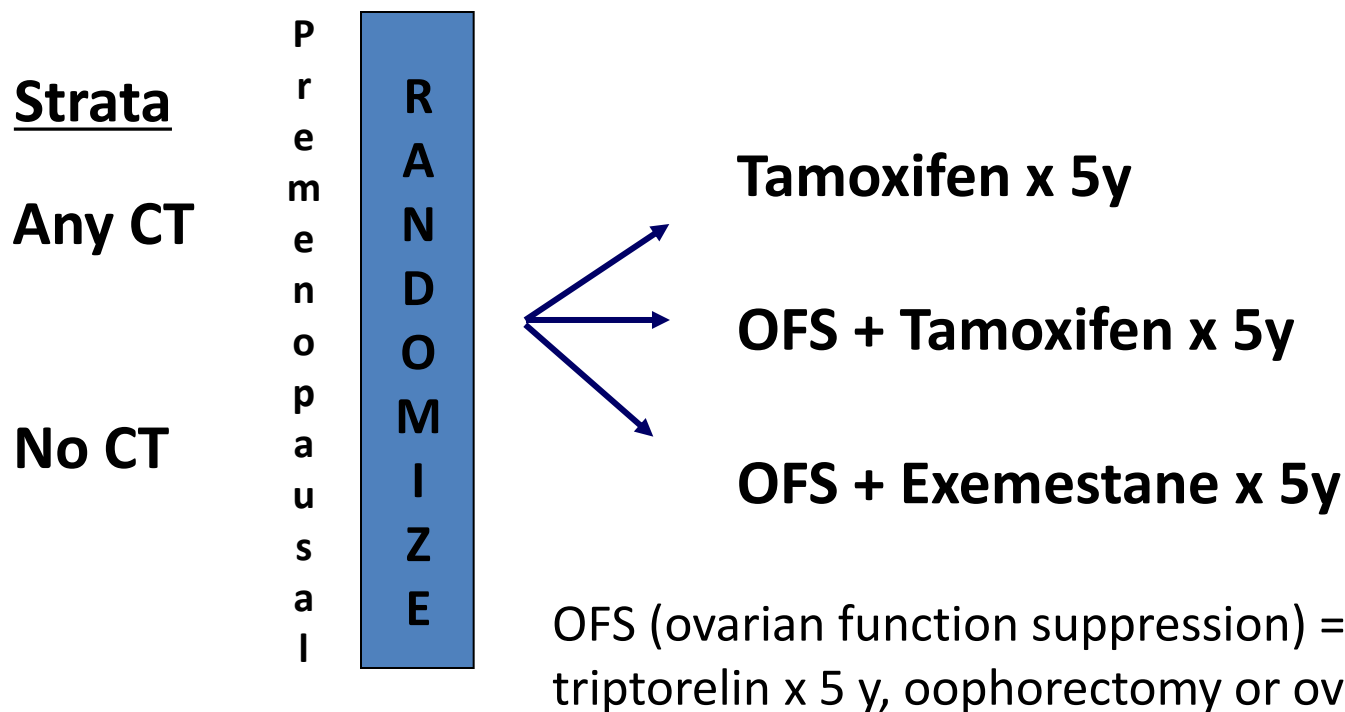 Strata
Any CT
No CT
Premenopausal
RANDOMIZE
Tamoxifen x 5y
OFS + Tamoxifen x 5y
OFS + Exemestane x 5y
OFS (ovarian function suppression) =
triptorelin x 5 y, oophorectomy or